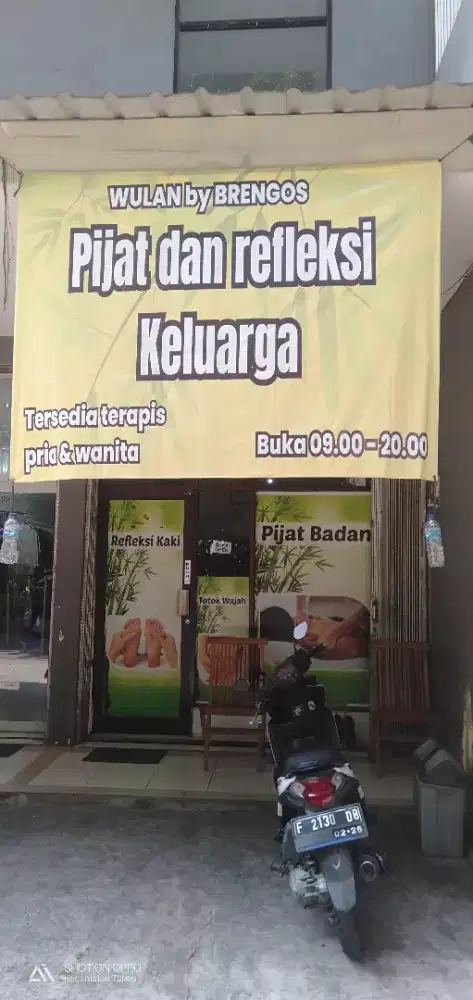 WULAN by BRENGOS
Pijat dan refleksi
Keluarga
Tersedia terapis
pria & wanita
Buka 09.00 - 20.00
Refleksi Kaki
Totok Wajah
Pijat Badan
F 2130 DB
02·26
SHOT ON OPPO